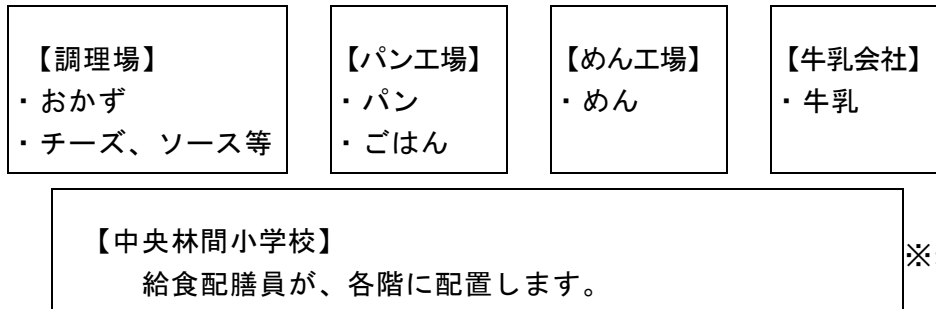 【調理場】
・おかず
・チーズ、ソース等
【パン工場】
・パン
・ごはん
【めん工場】
・めん
【牛乳会社】
・牛乳
【中央林間小学校】
給食配膳員が、各階に配置します。
※